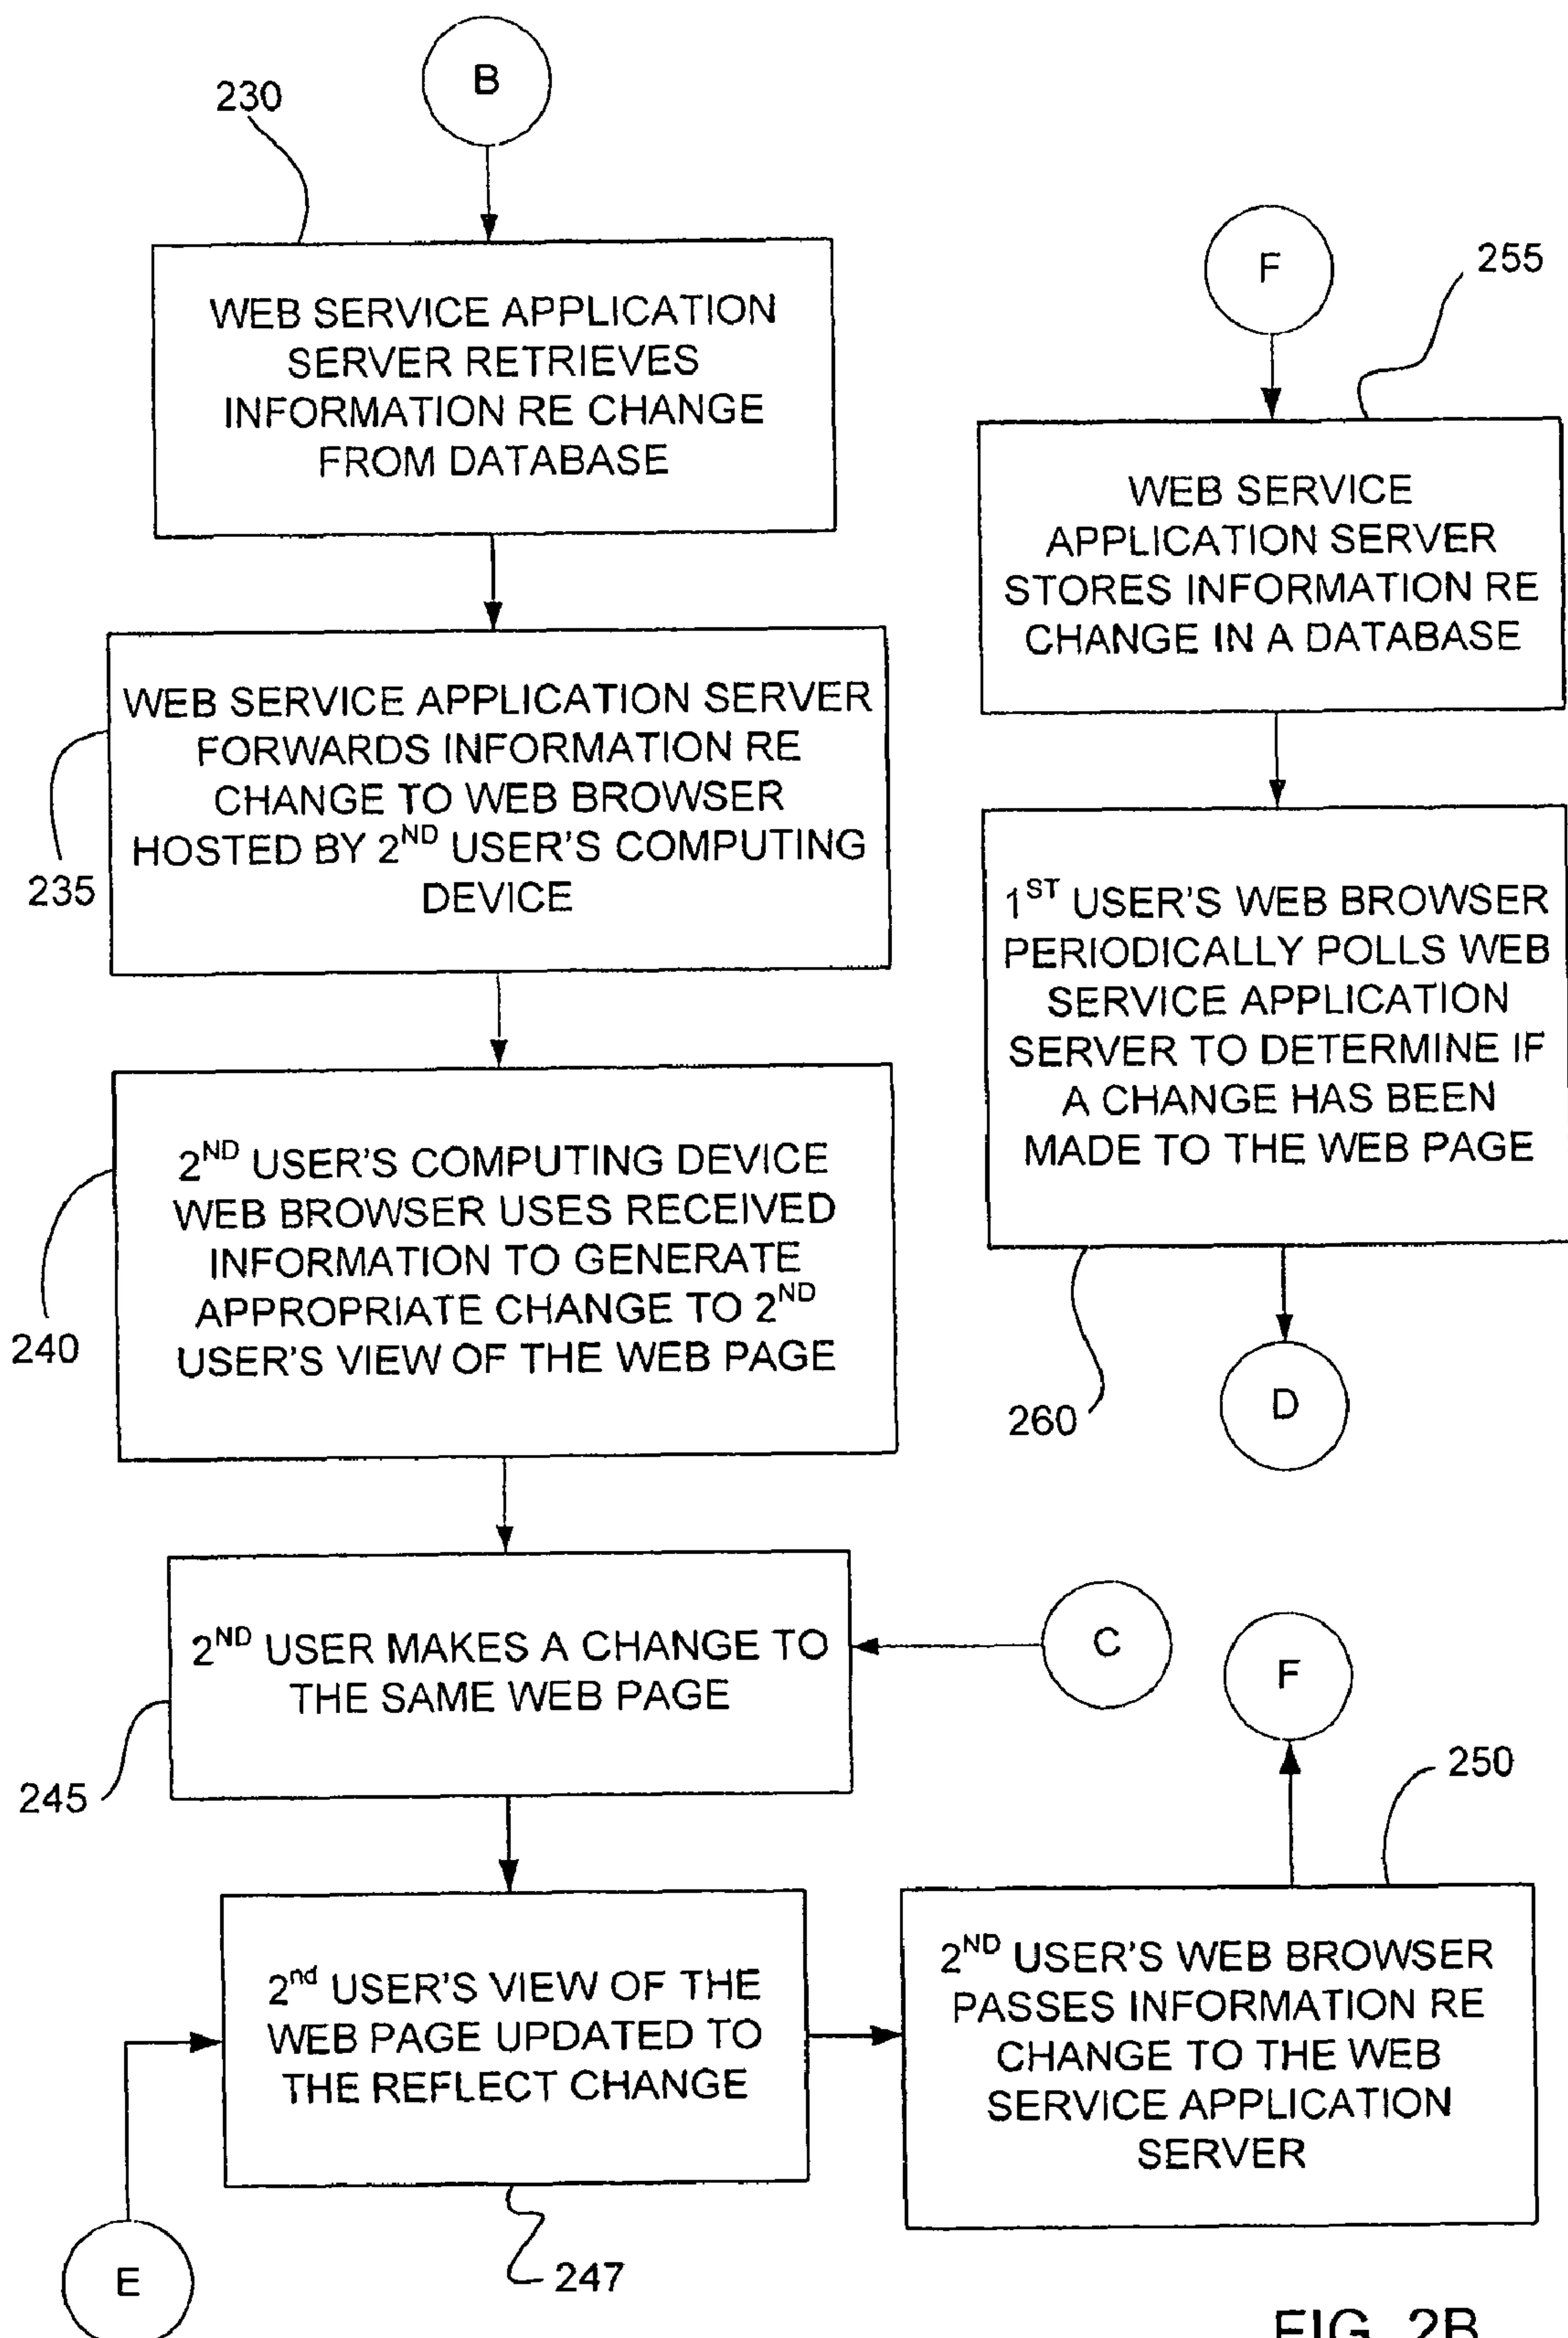 B
230
WEB SERVICE APPLICATION
SERVER RETRIEVES
INFORMATION RE CHANGE
FROM DATABASE
WEB SERVICE APPLICATION SERVER
FORWARDS INFORMATION RE
CHANGE TO WEB BROWSER
HOSTED BY 2ND USER'S COMPUTING
DEVICE
235
2ND USER'S COMPUTING DEVICE
WEB BROWSER USES RECEIVED
INFORMATION TO GENERATE
APPROPRIATE CHANGE TO 2ND
USER'S VIEW OF THE WEB PAGE
240
2ND USER MAKES A CHANGE TO
THE SAME WEB PAGE
245
C
2nd USER'S VIEW OF THE
WEB PAGE UPDATED TO
THE REFLECT CHANGE
247
E
2ND USER'S WEB BROWSER
PASSES INFORMATION RE
CHANGE TO THE WEB
SERVICE APPLICATION
SERVER
250
F
F
255
WEB SERVICE
APPLICATION SERVER
STORES INFORMATION RE
CHANGE IN A DATABASE
1ST USER'S WEB BROWSER
PERIODICALLY POLLS WEB
SERVICE APPLICATION
SERVER TO DETERMINE IF
A CHANGE HAS BEEN
MADE TO THE WEB PAGE
260
D
FIG. 2B